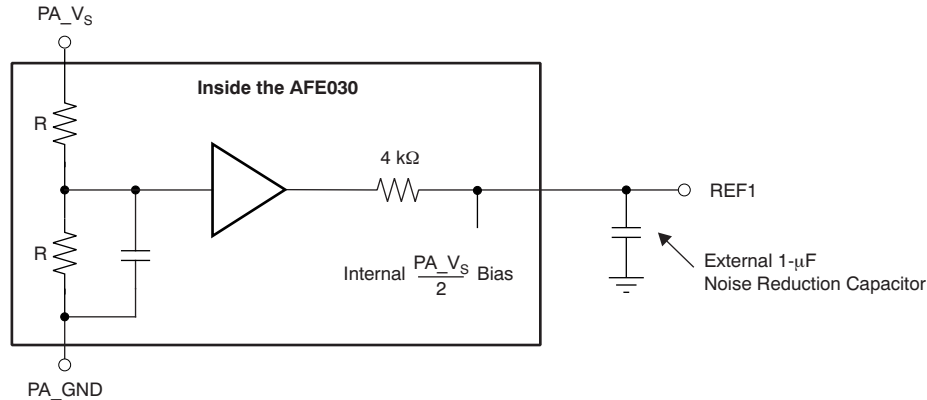 PA_VS
Inside the AFE030
R
4 kΩ
REF1
R
Internal PA_VS/2 Bias
External 1-μF
Noise Reduction Capacitor
PA_GND